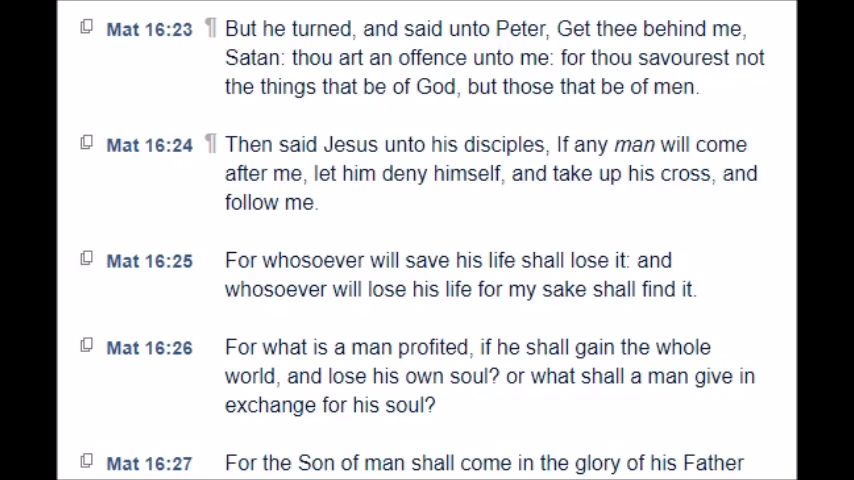 Mat 16:23 ¶ But he turned, and said unto Peter, Get thee behind me,
Satan: thou art an offence unto me: for thou savourest not
the things that be of God, but those that be of men.
Mat 16:24 ¶ Then said Jesus unto his disciples, If any man will come
after me, let him deny himself, and take up his cross, and
follow me.
Mat 16:25 For whosoever will save his life shall lose it: and
whosoever will lose his life for my sake shall find it.
Mat 16:26 For what is a man profited, if he shall gain the whole
world, and lose his own soul? or what shall a man give in
exchange for his soul?
Mat 16:27 For the Son of man shall come in the glory of his Father